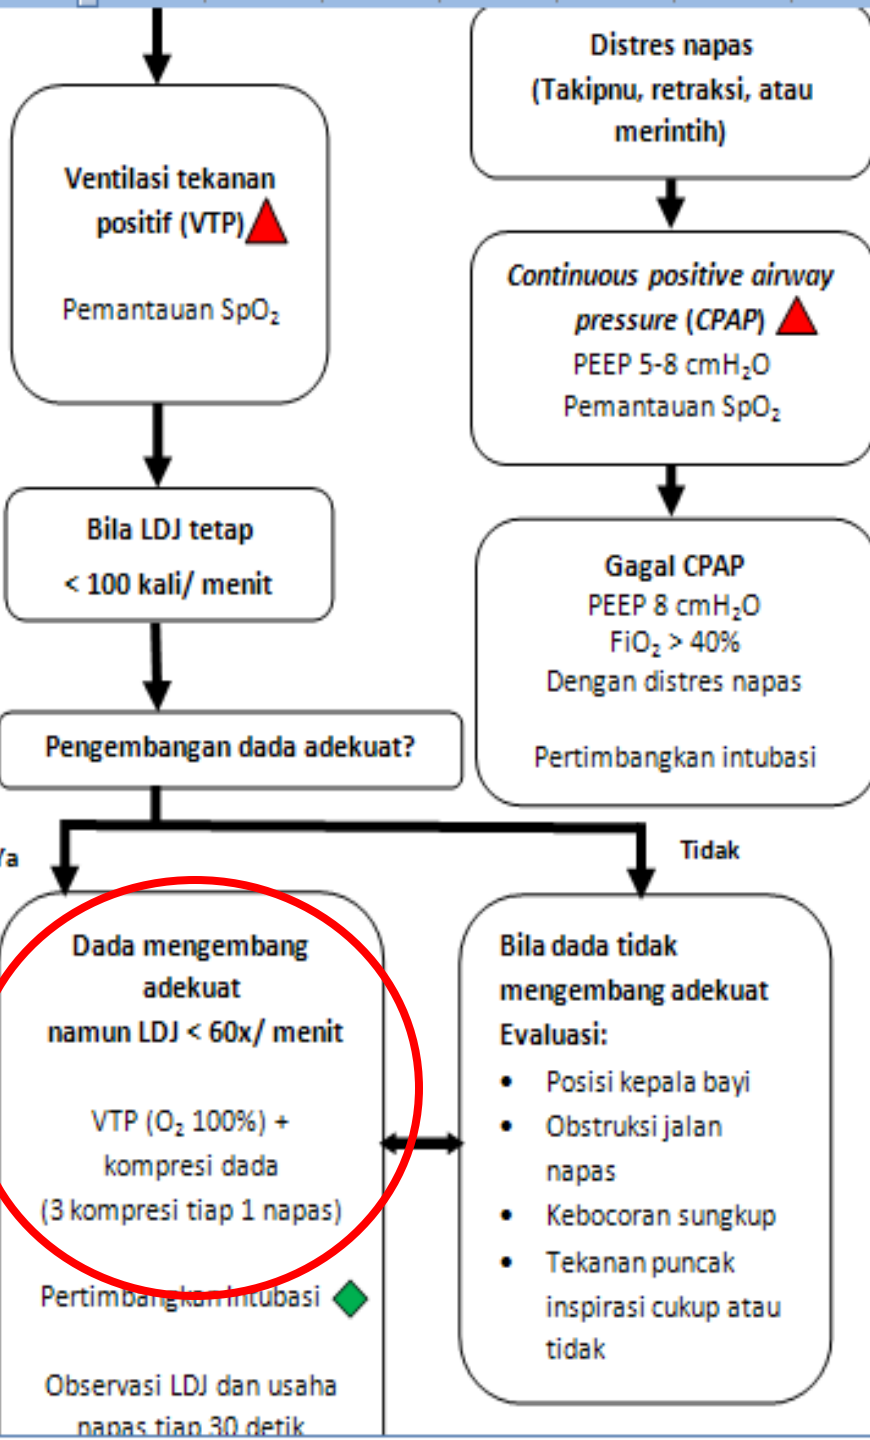 Distres napas
(Takipnu, retraksi, atau
merintih)
Ventilasi tekanan
positif (VTP)
Pemantauan SpO₂
Continuous positive airway
pressure (CPAP)
PEEP 5-8 cmH₂O
Pemantauan SpO₂
Bila LDJ tetap
< 100 kali/ menit
Gagal CPAP
PEEP 8 cmH₂O
FiO₂ > 40%
Dengan distres napas
Pertimbangkan intubasi
Pengembangan dada adekuat?
Ya
Tidak
Dada mengembang
adekuat
namun LDJ < 60x/ menit
VTP (O₂ 100%) +
kompresi dada
(3 kompresi tiap 1 napas)
Pertimbangkan intubasi
Observasi LDJ dan usaha
napas tiap 30 detik
Bila dada tidak
mengembang adekuat
Evaluasi:
• Posisi kepala bayi
• Obstruksi jalan
napas
• Kebocoran sungkup
• Tekanan puncak
inspirasi cukup atau
tidak